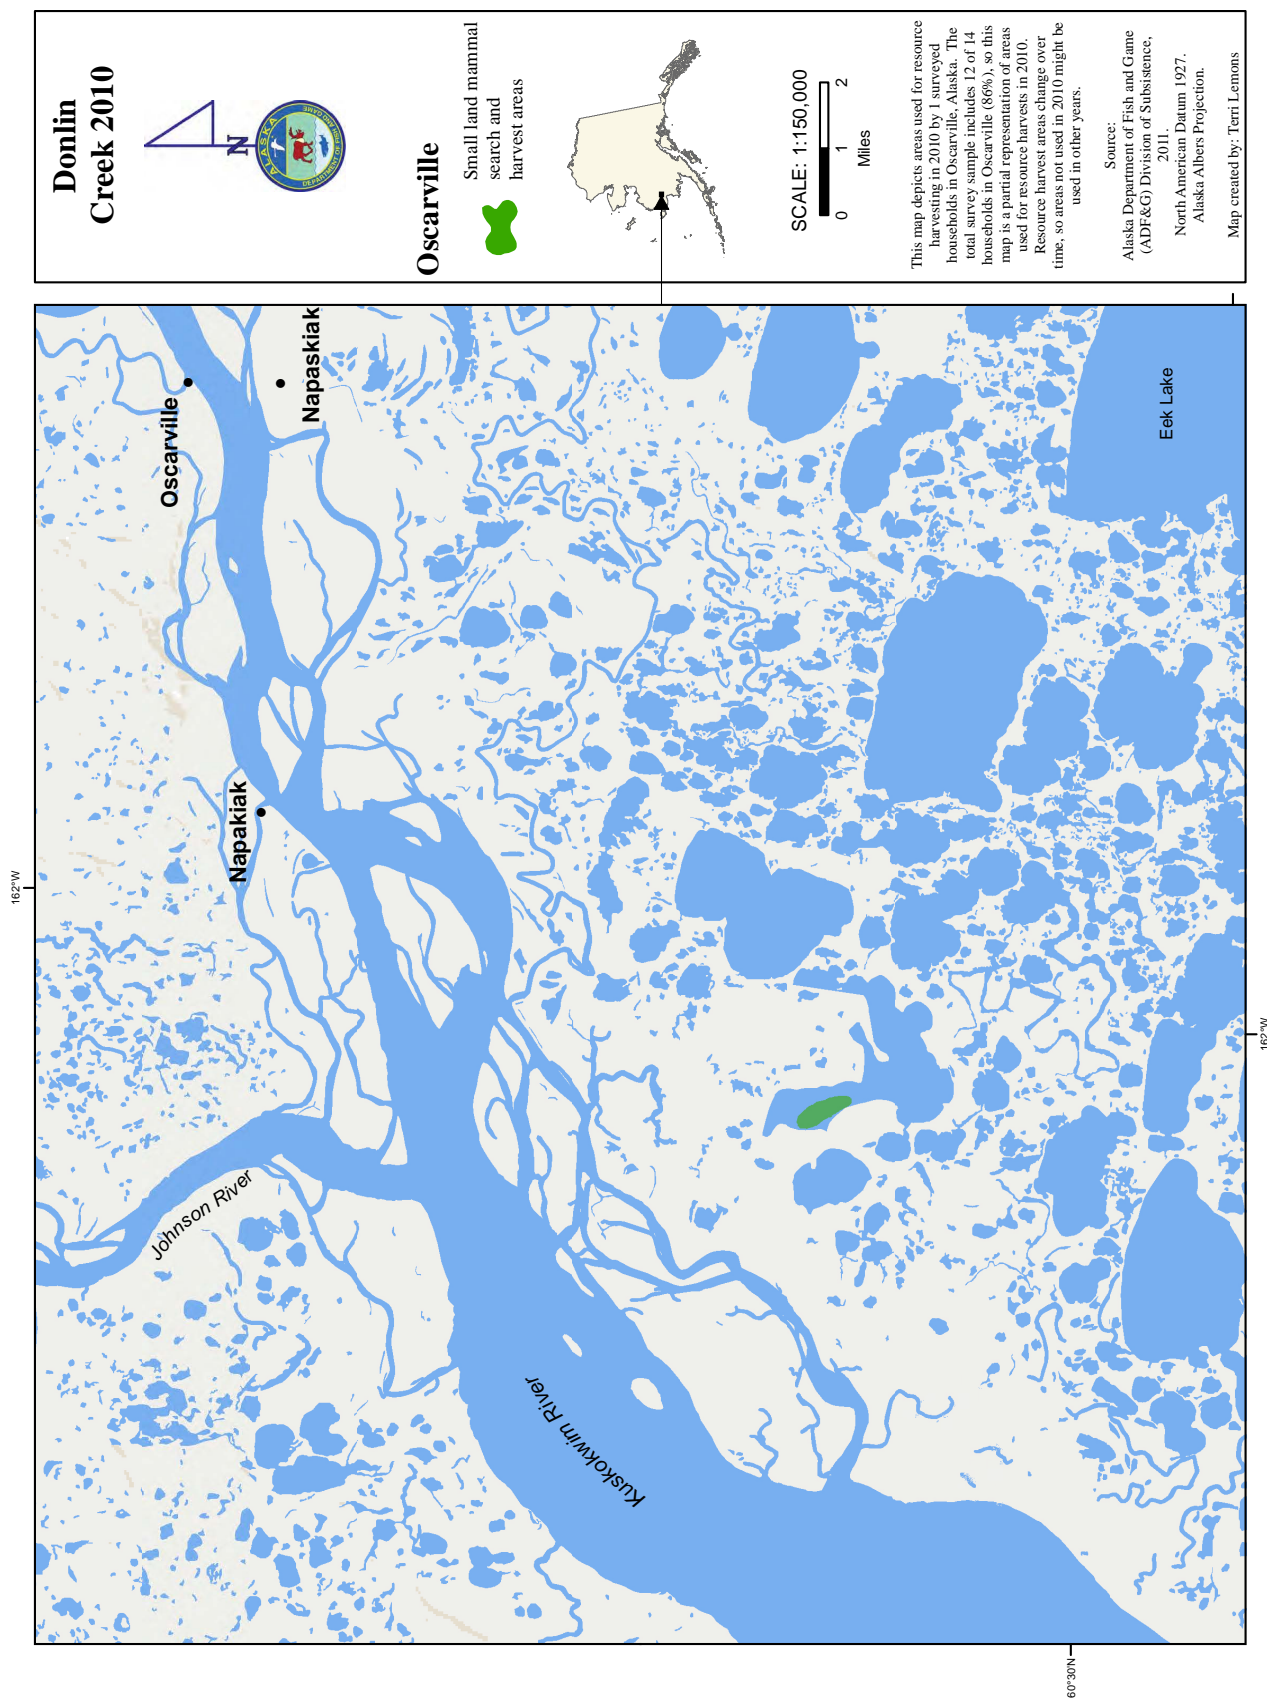 Donlin
Creek 2010
N
ALASKA
DEPARTMENT OF FISH AND GAME
Oscarville
Small land mammal
search and
harvest areas
SCALE: 1:150,000
0 1 2
Miles
This map depicts areas used for resource
harvesting in 2010 by 1 surveyed
households in Oscarville, Alaska. The
total survey sample includes 12 of 14
households in Oscarville (86%), so this
map is a partial representation of areas
used for resource harvests in 2010.
Resource harvest areas change over
time, so areas not used in 2010 might be
used in other years.
Source:
Alaska Department of Fish and Game
(ADF&G) Division of Subsistence,
2011.
North American Datum 1927.
Alaska Albers Projection.
Map created by: Terri Lemons
Oscarville
Napaskiak
Napakiak
Eek Lake
Johnson River
Kuskokwim River
162°W
162°W
60°30'N